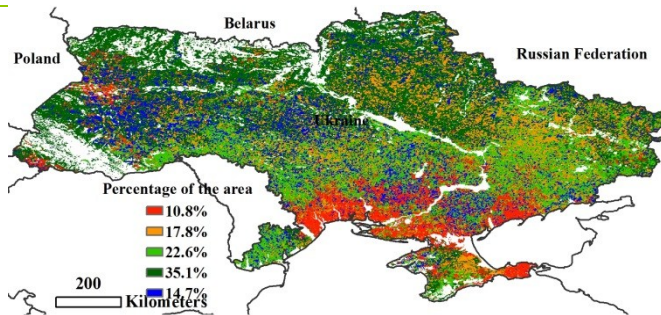 Belarus
Poland
Russian Federation
Ukraine
Percentage of the area
10.8%
17.8%
22.6%
35.1%
14.7%
200
Kilometers